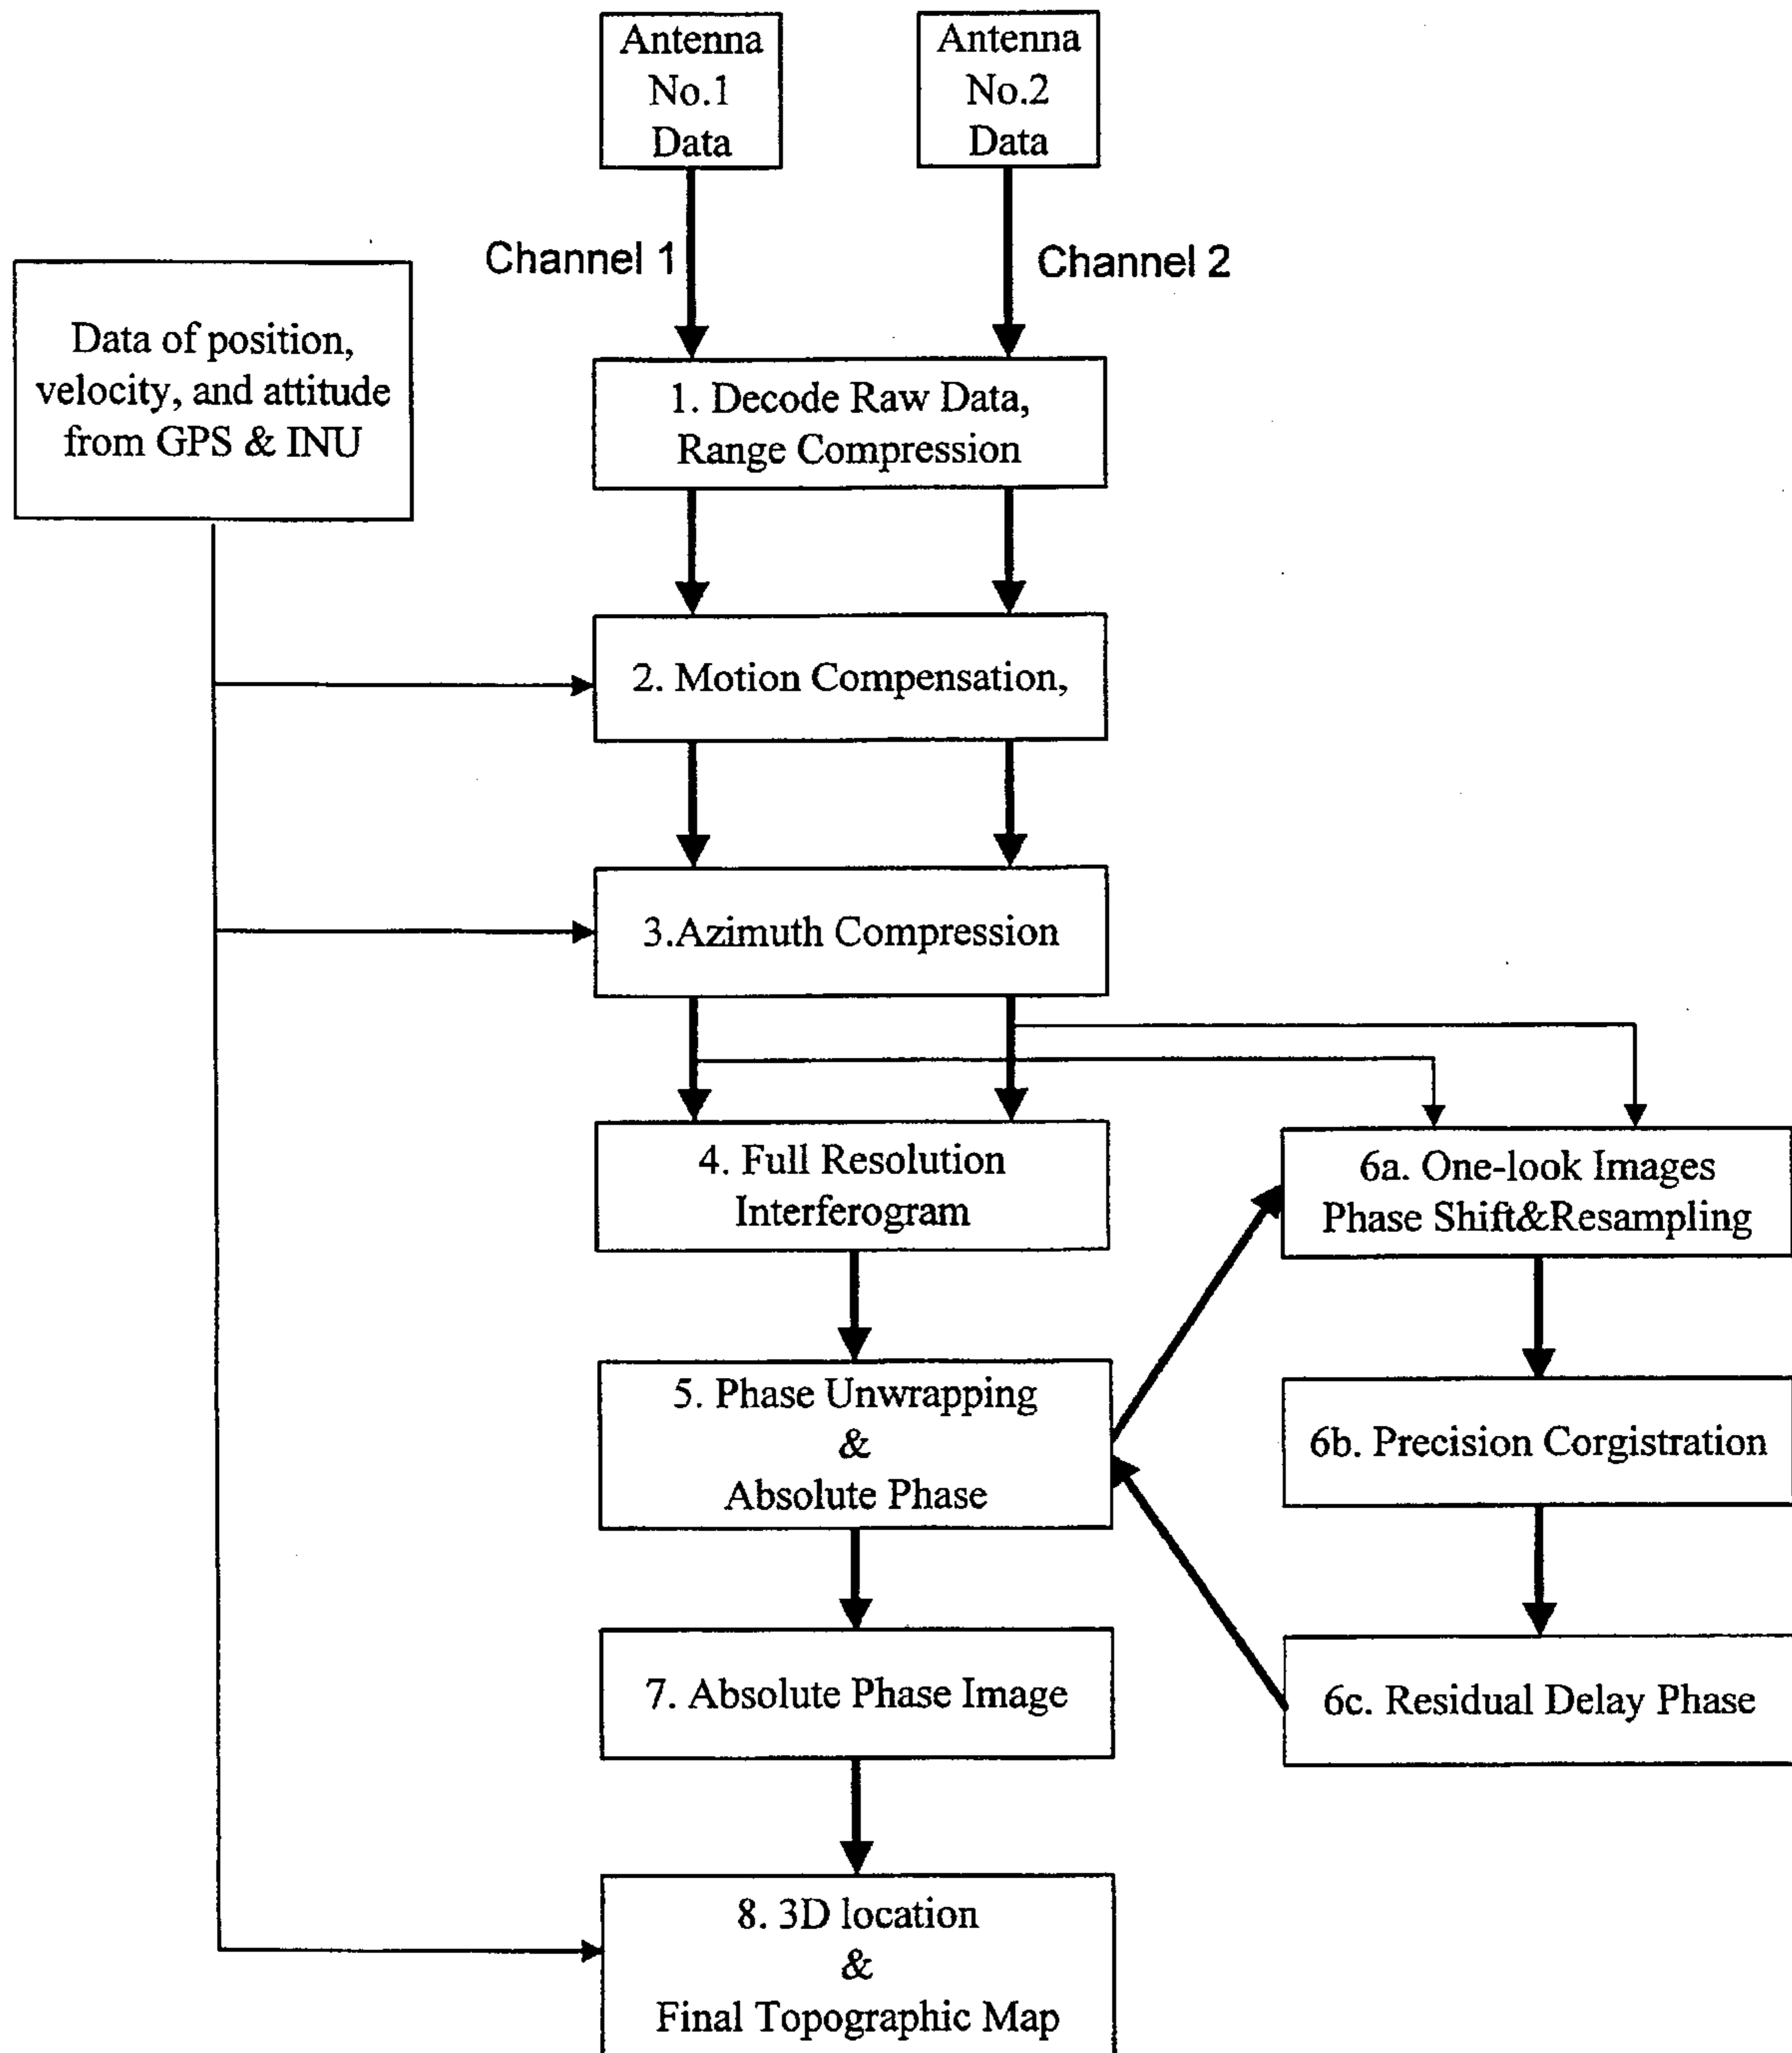 Antenna
No.1
Data
Antenna
No.2
Data
Channel 1
Channel 2
Data of position,
velocity, and attitude
from GPS & INU
1. Decode Raw Data,
Range Compression
2. Motion Compensation,
3.Azimuth Compression
4. Full Resolution
Interferogram
6a. One-look Images
Phase Shift&Resampling
5. Phase Unwrapping
&
Absolute Phase
6b. Precision Corgistration
7. Absolute Phase Image
6c. Residual Delay Phase
8. 3D location
&
Final Topographic Map